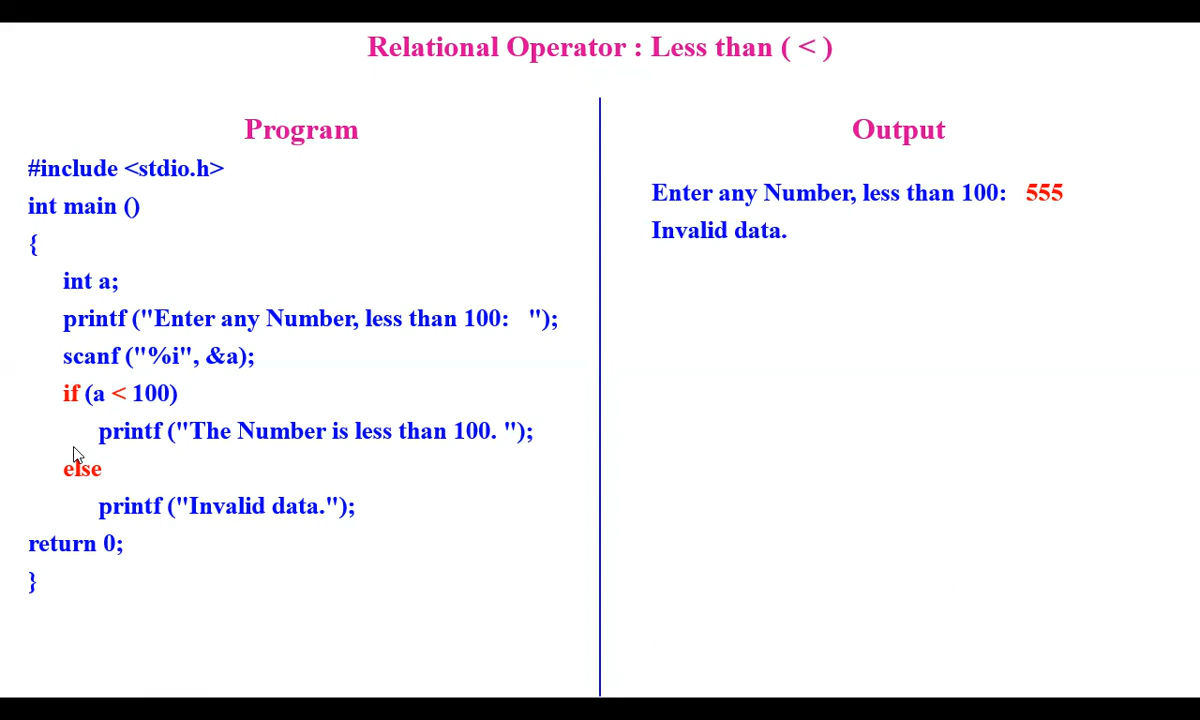 Relational Operator : Less than ( < )
Program
#include <stdio.h>
int main ()
{
int a;
printf ("Enter any Number, less than 100:   ");
scanf ("%i", &a);
if (a < 100)
printf ("The Number is less than 100. ");
else
printf ("Invalid data.");
return 0;
}
Output
Enter any Number, less than 100:   555
Invalid data.